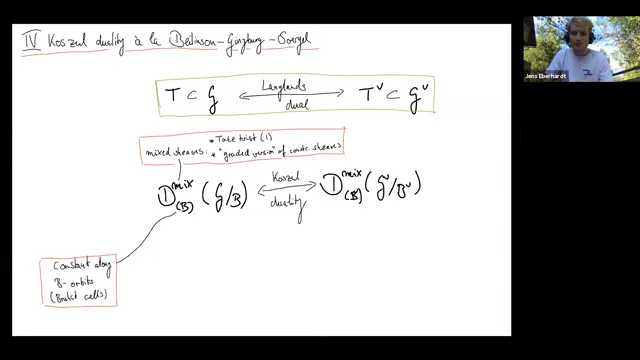 IV Koszul duality à la Beilinson-Ginzburg-Soergel
T ⊂ G ⟷ T^∨ ⊂ G^∨
Langlands
dual
* Tate twist (1)
mixed sheaves: * "graded version" of constr. sheaves
D^mix_(B) (G/B) ⟷ D^mix_(B) (G^∨/B^∨)
Koszul
duality
Constant along
B-orbits
(Bruhat cells)
Jens Eberhardt